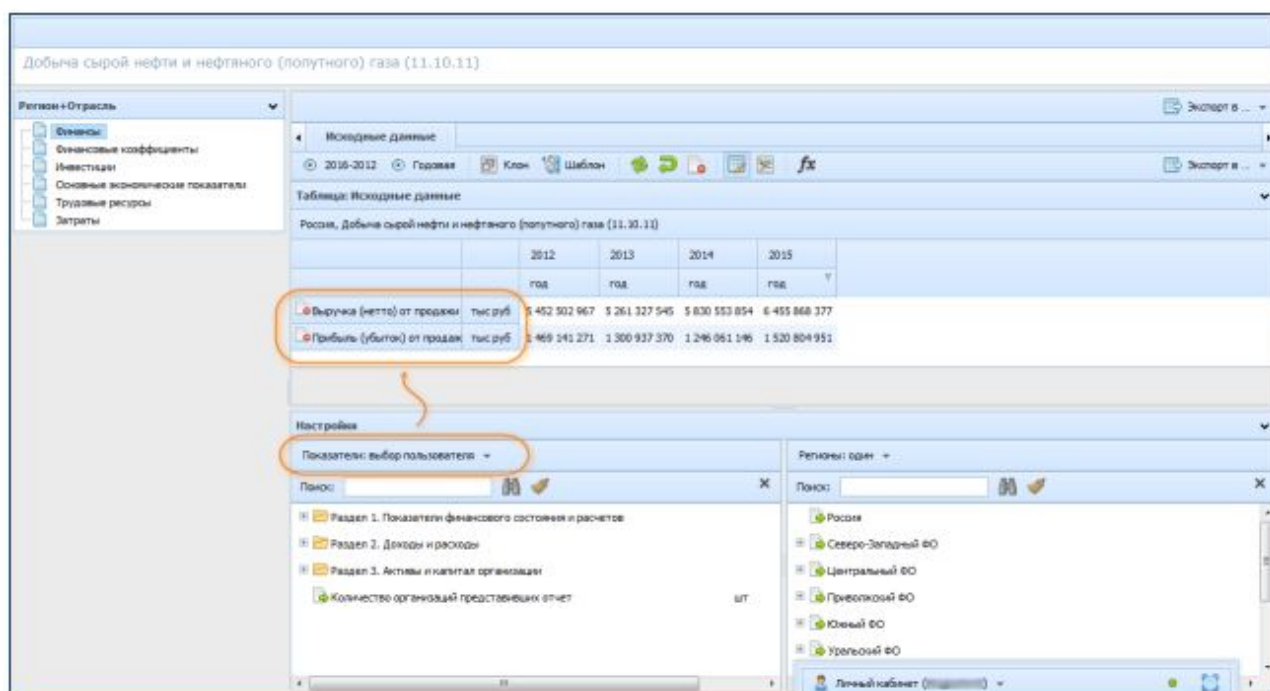 Добыча сырой нефти и нефтяного (попутного) газа (11.10.11)
Регион+Отрасль
Финансы
Финансовые коэффициенты
Инвестиции
Основные экономические показатели
Трудовые ресурсы
Затраты
Экспорт в ...
Исходные данные
2016-2012 Годовая Клон Шаблон fx Экспорт в ...
Таблица: Исходные данные
Россия, Добыча сырой нефти и нефтяного (попутного) газа (11.10.11)
2012 2013 2014 2015
год год год год
Выручка (нетто) от продажи тыс руб 5 452 502 967 5 261 327 545 5 830 553 854 6 455 868 377
Прибыль (убыток) от продаж тыс руб 1 469 141 271 1 300 937 370 1 246 061 146 1 520 804 951
Настройки
Показатели: выбор пользователя
Поиск:
Раздел 1. Показатели финансового состояния и расчетов
Раздел 2. Доходы и расходы
Раздел 3. Активы и капитал организации
Количество организаций представивших отчет шт
Регионы: один
Поиск:
Россия
Северо-Западный ФО
Центральный ФО
Приволжский ФО
Южный ФО
Уральский ФО
Личный кабинет ( )